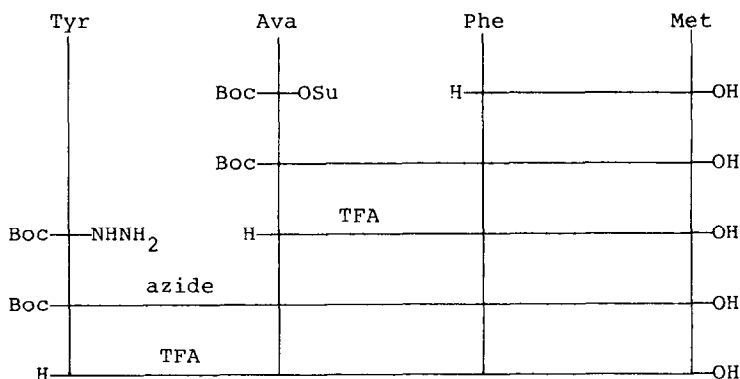 Tyr Ava Phe Met
Boc OSu H OH
Boc OH
TFA
Boc NHNH2 H OH
azide
Boc OH
TFA
H OH